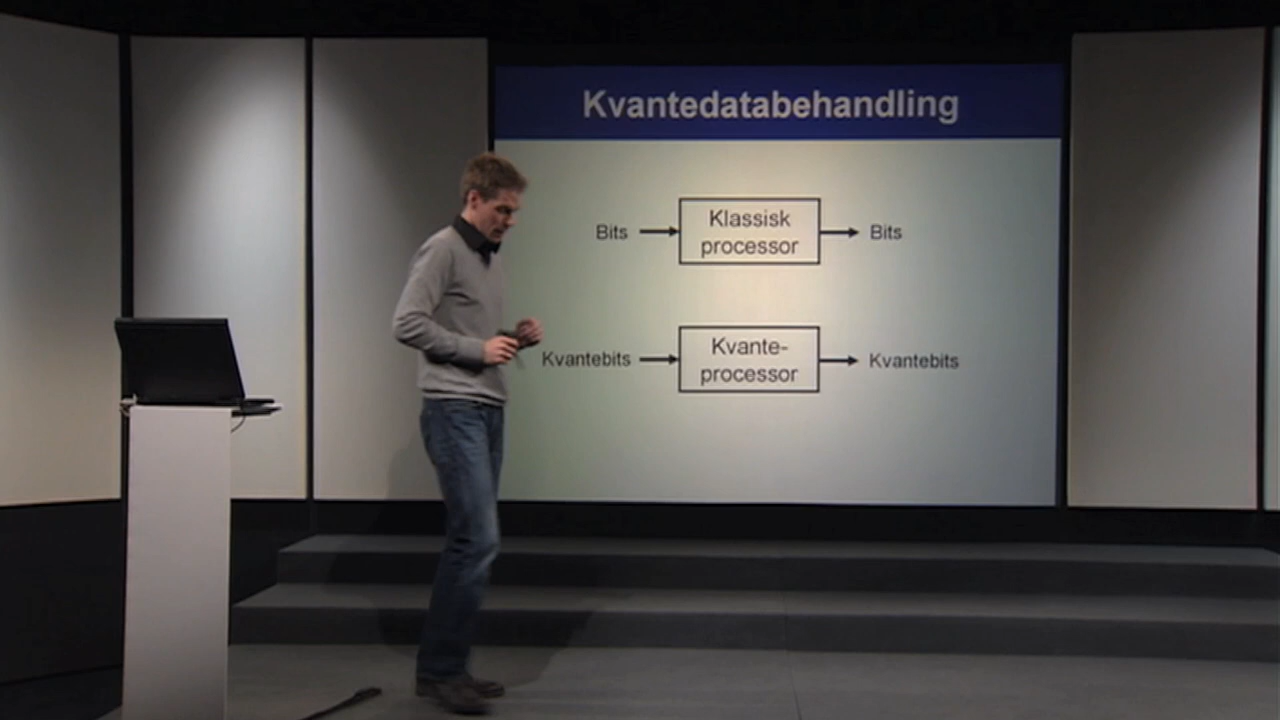 Kvantedatabehandling
Bits
Klassisk
processor
Bits
Kvantebits
Kvante-
processor
Kvantebits